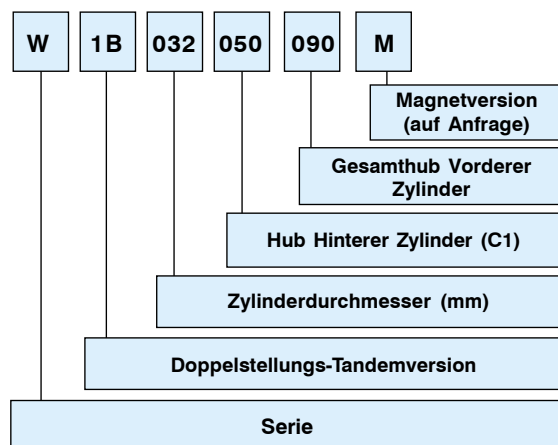 W 1B 032 050 090 M
Magnetversion
(auf Anfrage)
Gesamthub Vorderer
Zylinder
Hub Hinterer Zylinder (C1)
Zylinderdurchmesser (mm)
Doppelstellungs-Tandemversion
Serie